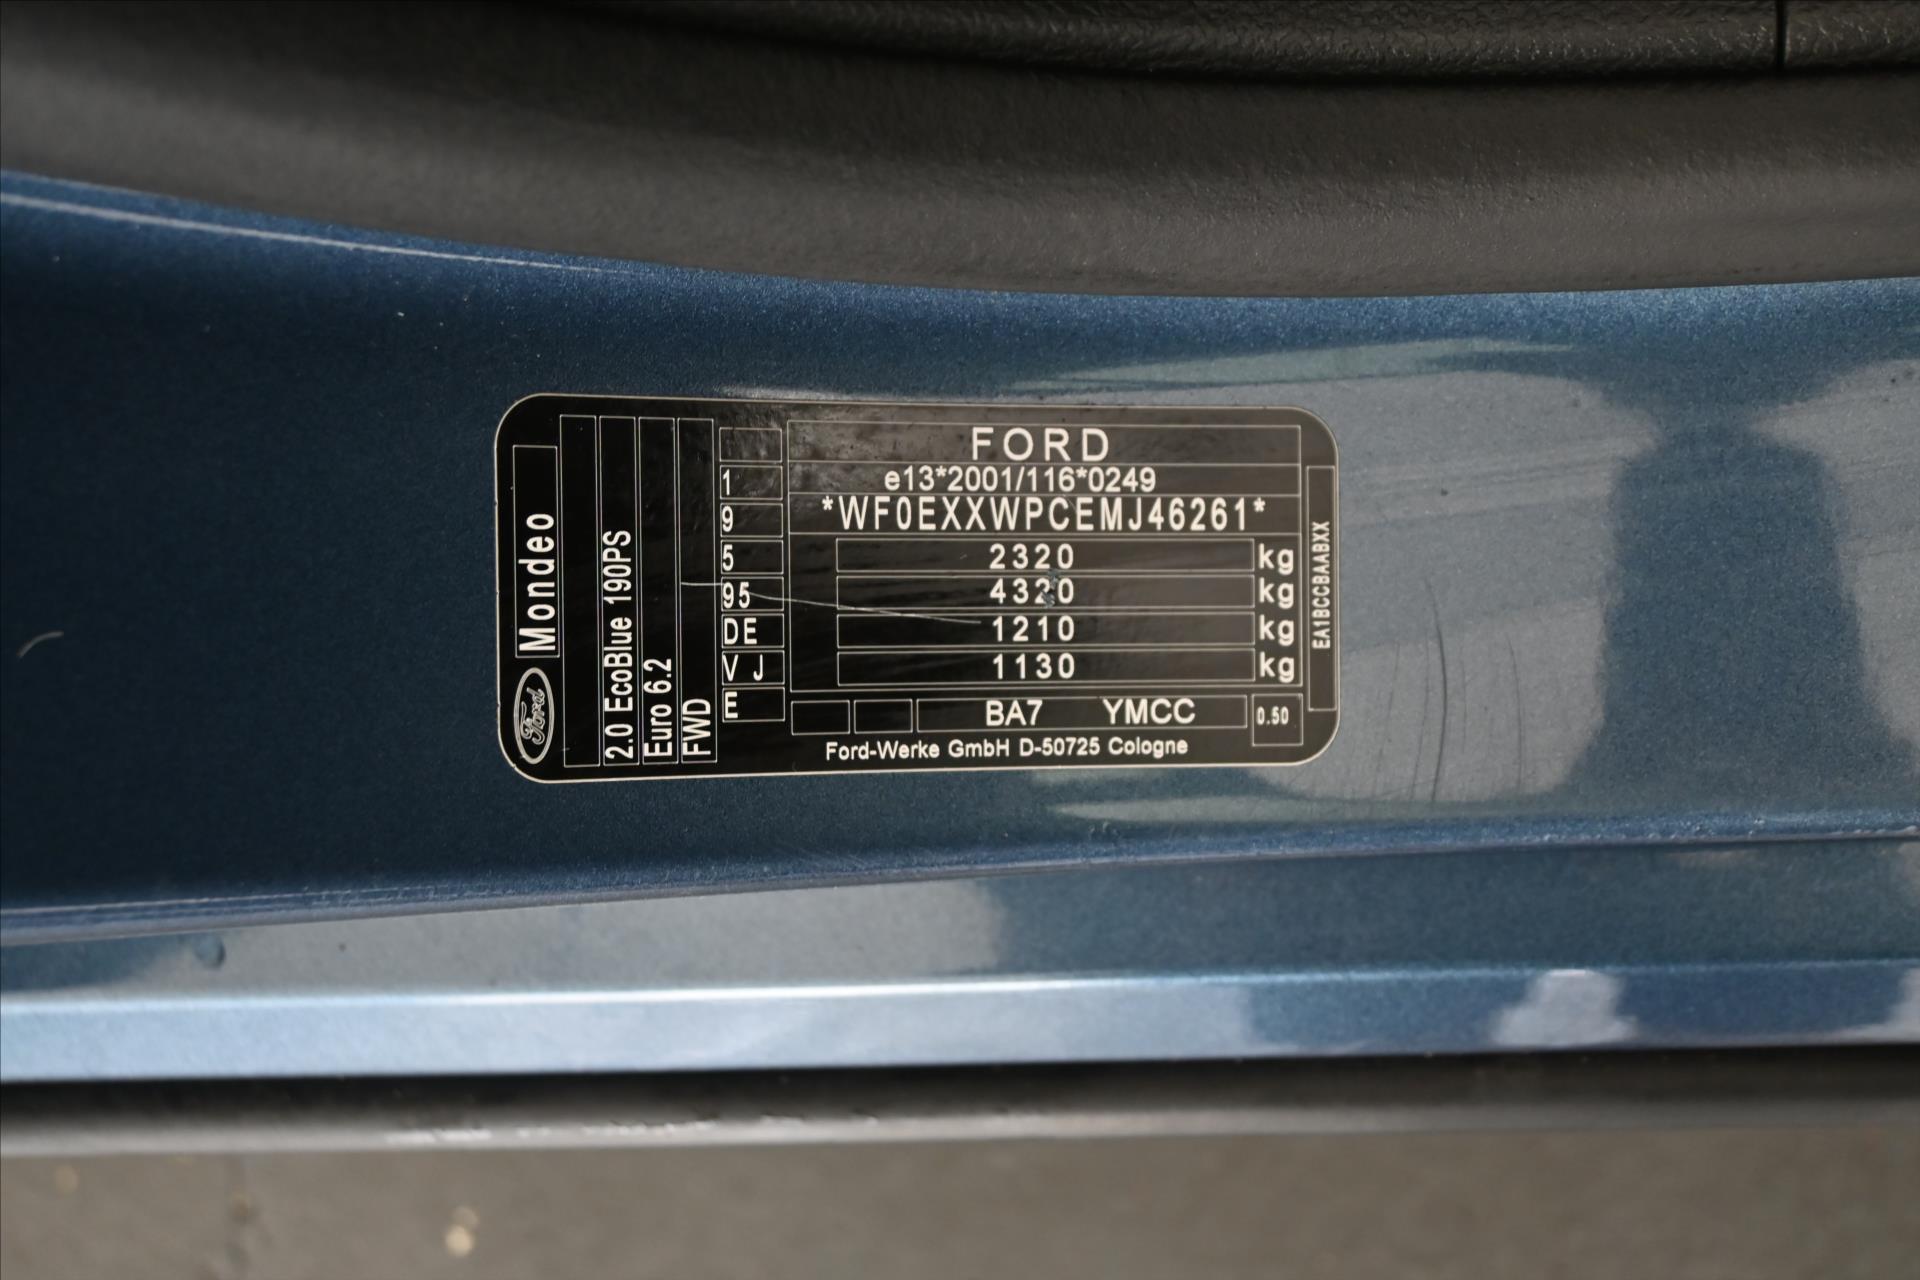 FORD
e13*2001/116*0249
*WF0EXXWPCEMJ46261*
2320 kg
4320 kg
1210 kg
1130 kg
BA7 YMCC
0.50
Ford-Werke GmbH D-50725 Cologne
1
9
5
95
DE
V J
E
Ford
Mondeo
2.0 EcoBlue 190PS
Euro 6.2
FWD
EA1BCCBAABXX